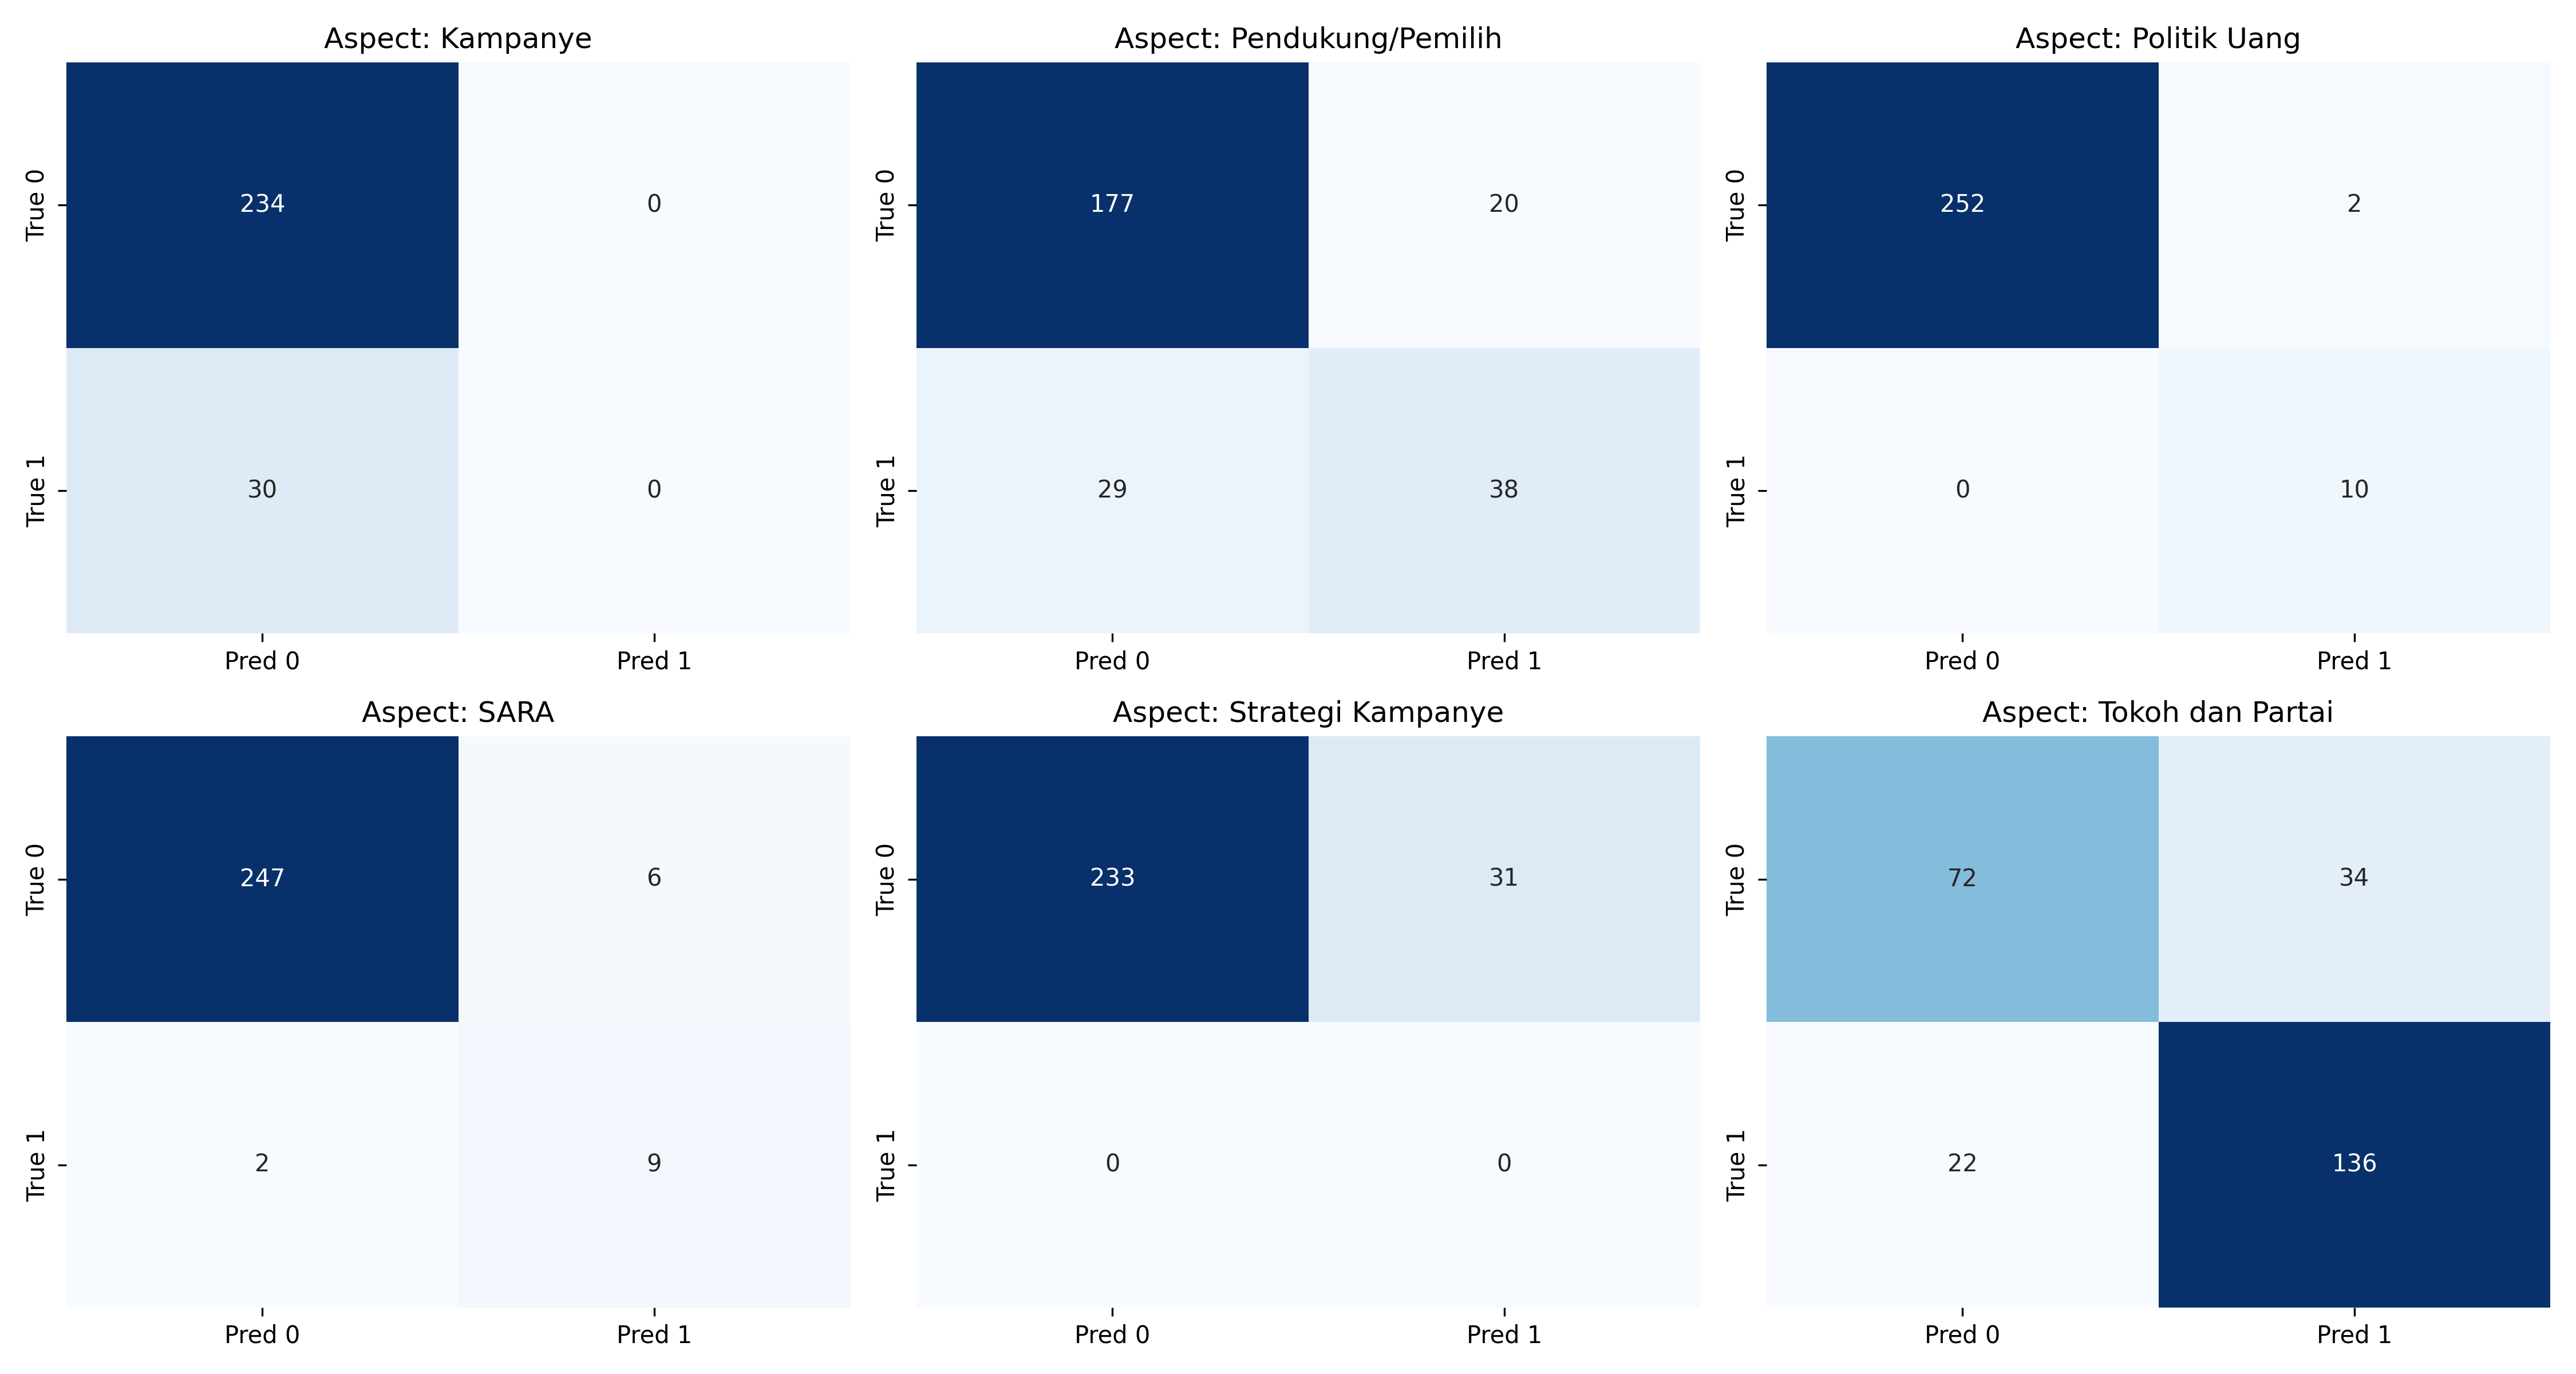 Aspect: Kampanye
True 0
234
0
True 1
30
0
Pred 0
Pred 1
Aspect: Pendukung/Pemilih
True 0
177
20
True 1
29
38
Pred 0
Pred 1
Aspect: Politik Uang
True 0
252
2
True 1
0
10
Pred 0
Pred 1
Aspect: SARA
True 0
247
6
True 1
2
9
Pred 0
Pred 1
Aspect: Strategi Kampanye
True 0
233
31
True 1
0
0
Pred 0
Pred 1
Aspect: Tokoh dan Partai
True 0
72
34
True 1
22
136
Pred 0
Pred 1